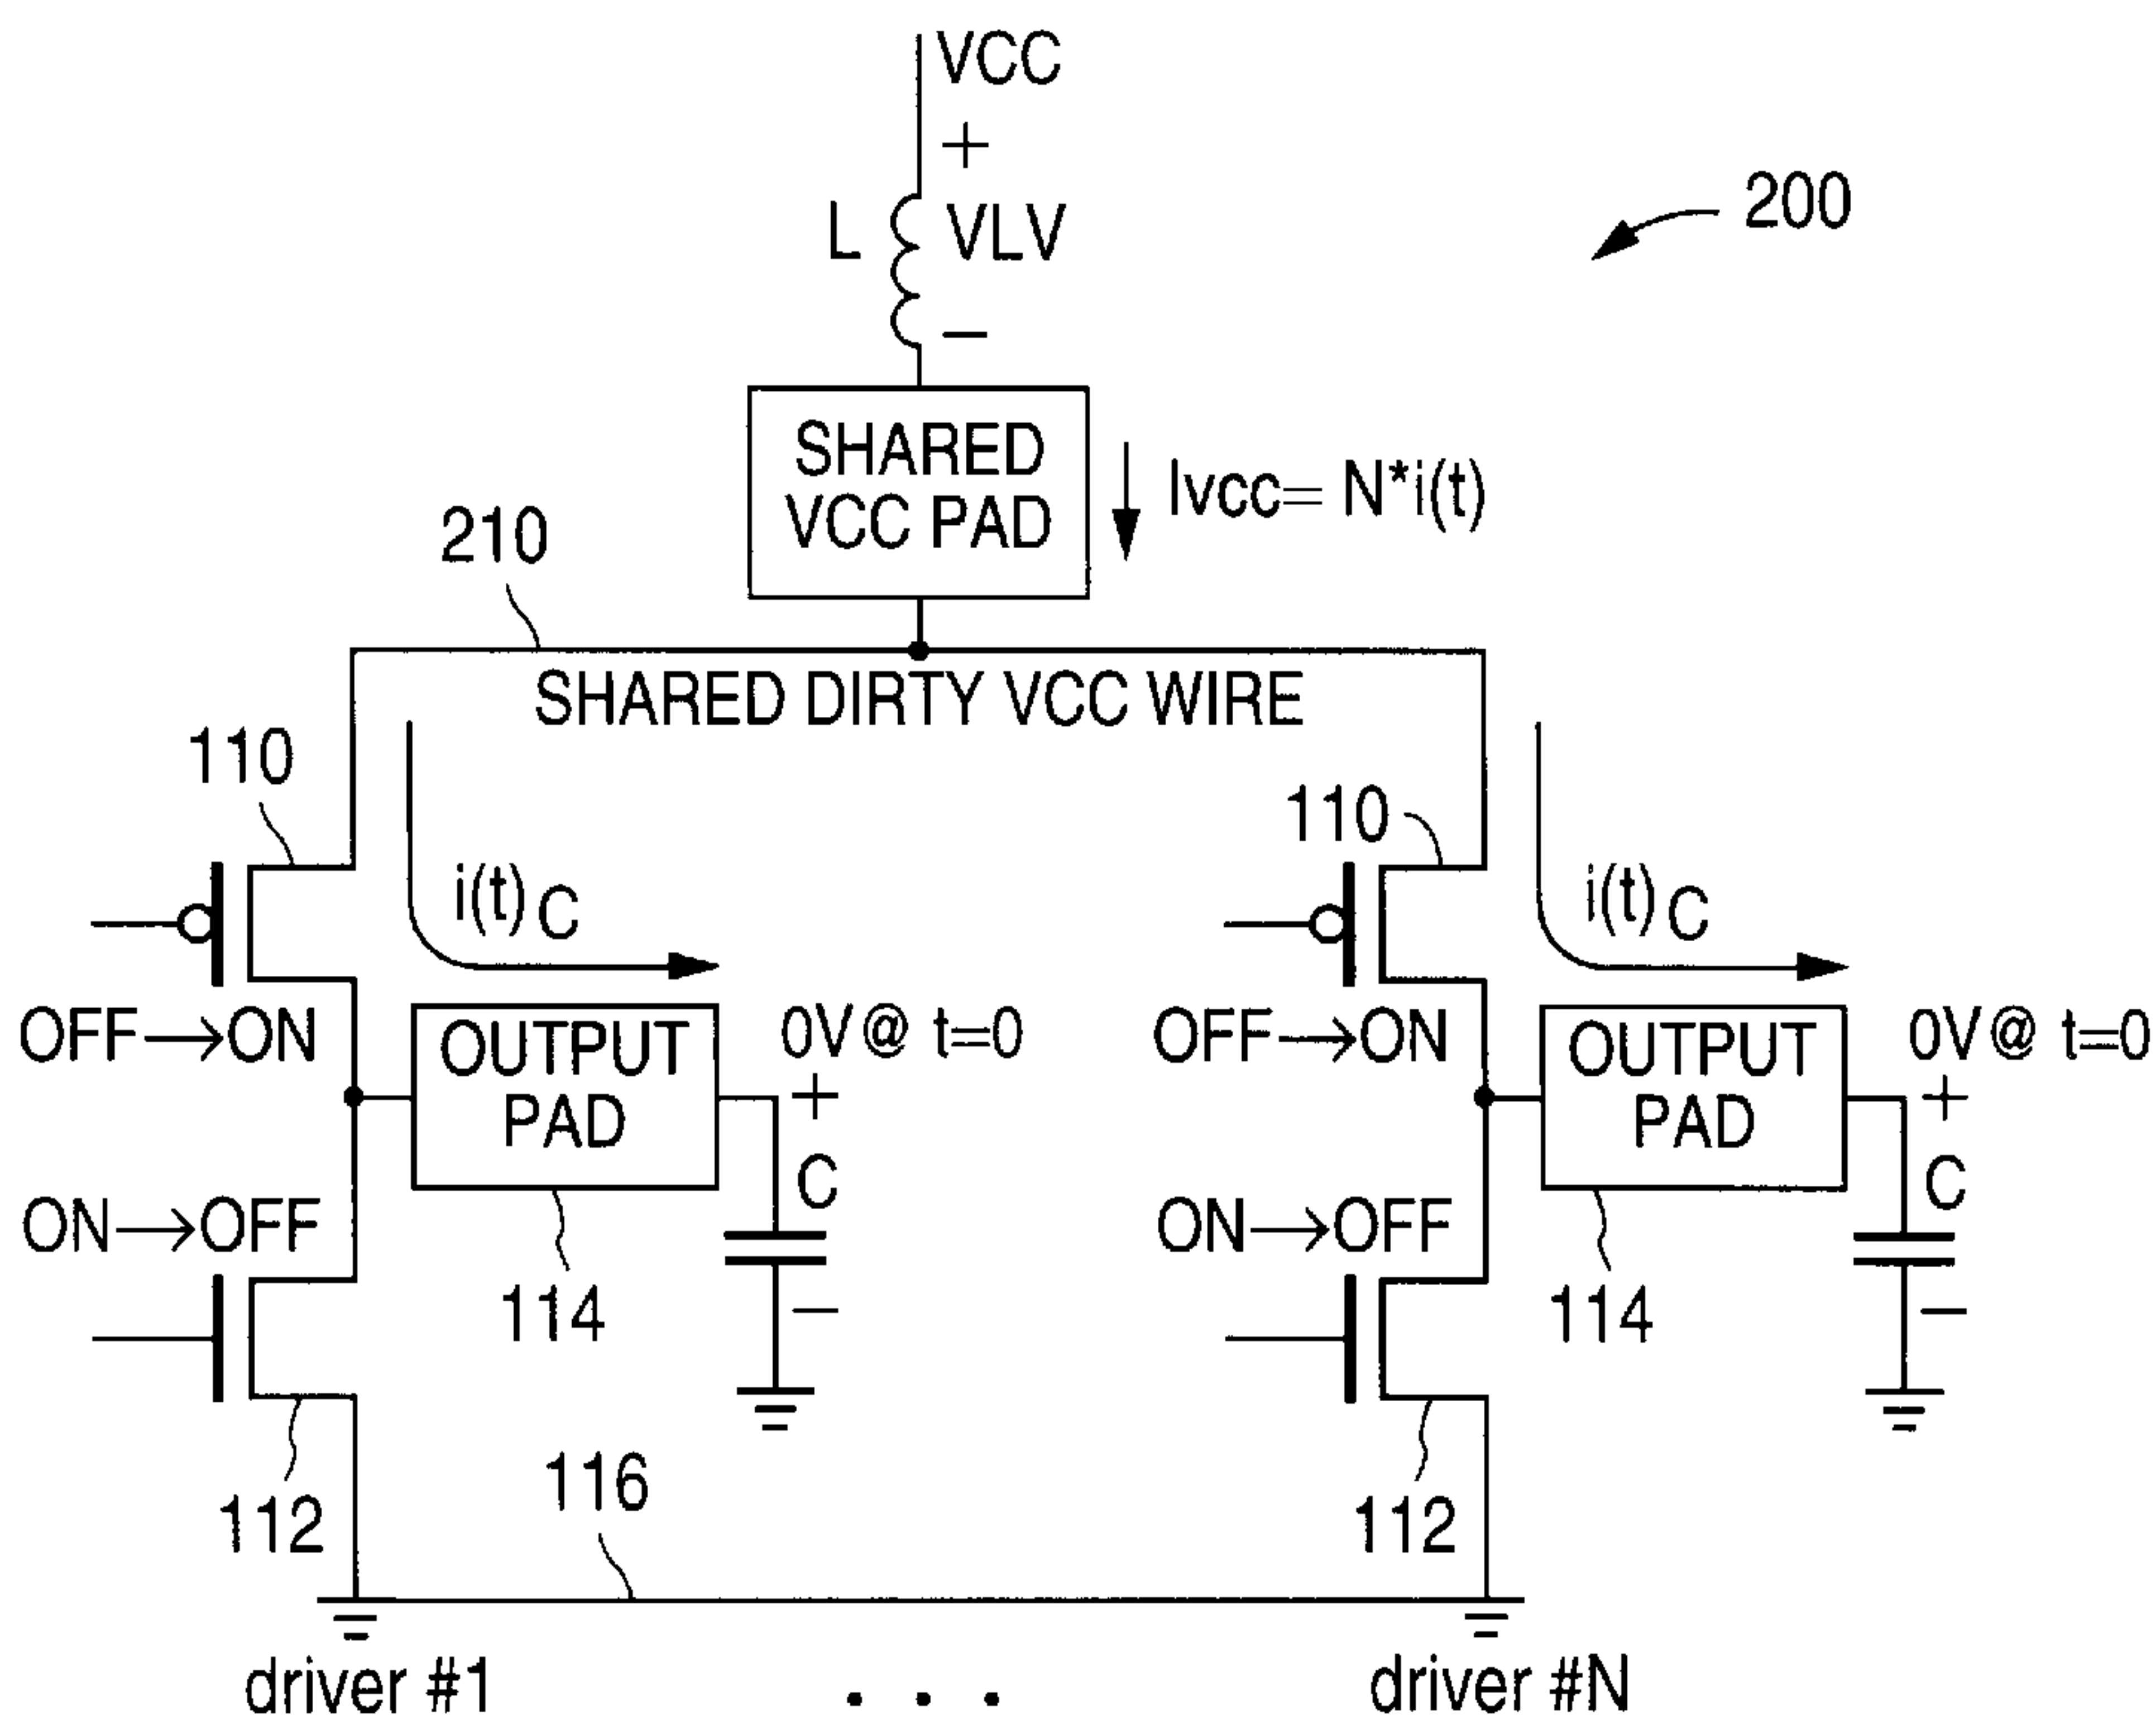 VCC
+
L
VLV
−
200
SHARED
VCC PAD
Ivcc= N*i(t)
210
SHARED DIRTY VCC WIRE
110
110
i(t) C
i(t) C
OFF→ON
OUTPUT
PAD
0V@ t=0
+
C
−
OFF→ON
OUTPUT
PAD
0V@ t=0
+
C
−
ON→OFF
114
ON→OFF
114
112
116
112
driver #1
. . .
driver #N